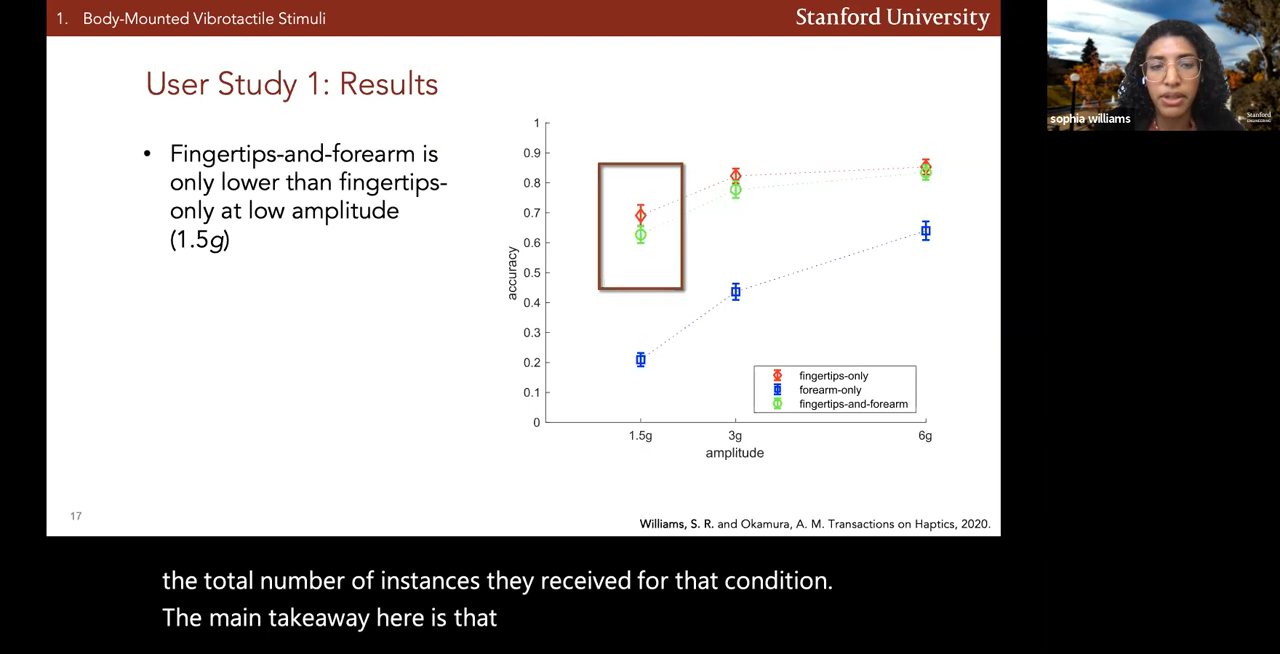 1. Body-Mounted Vibrotactile Stimuli
Stanford University
sophia williams
Stanford
ENGINEERING
User Study 1: Results
• Fingertips-and-forearm is
only lower than fingertips-
only at low amplitude
(1.5g)
1
0.9
0.8
0.7
0.6
0.5
0.4
0.3
0.2
0.1
0
accuracy
1.5g
3g
6g
amplitude
fingertips-only
forearm-only
fingertips-and-forearm
17
Williams, S. R. and Okamura, A. M. Transactions on Haptics, 2020.
the total number of instances they received for that condition.
The main takeaway here is that